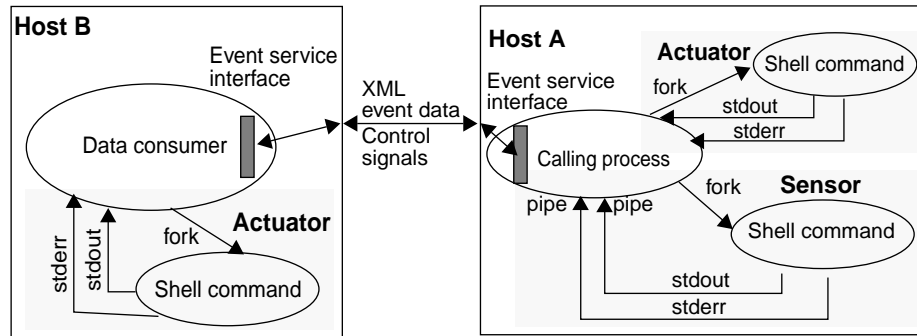 Host B
Event service
interface
Data consumer
Actuator
fork
stderr
stdout
Shell command
XML
event data
Control
signals
Host A
Event service
interface
Calling process
Actuator
Shell command
fork
stdout
stderr
Sensor
fork
Shell command
pipe
pipe
stdout
stderr